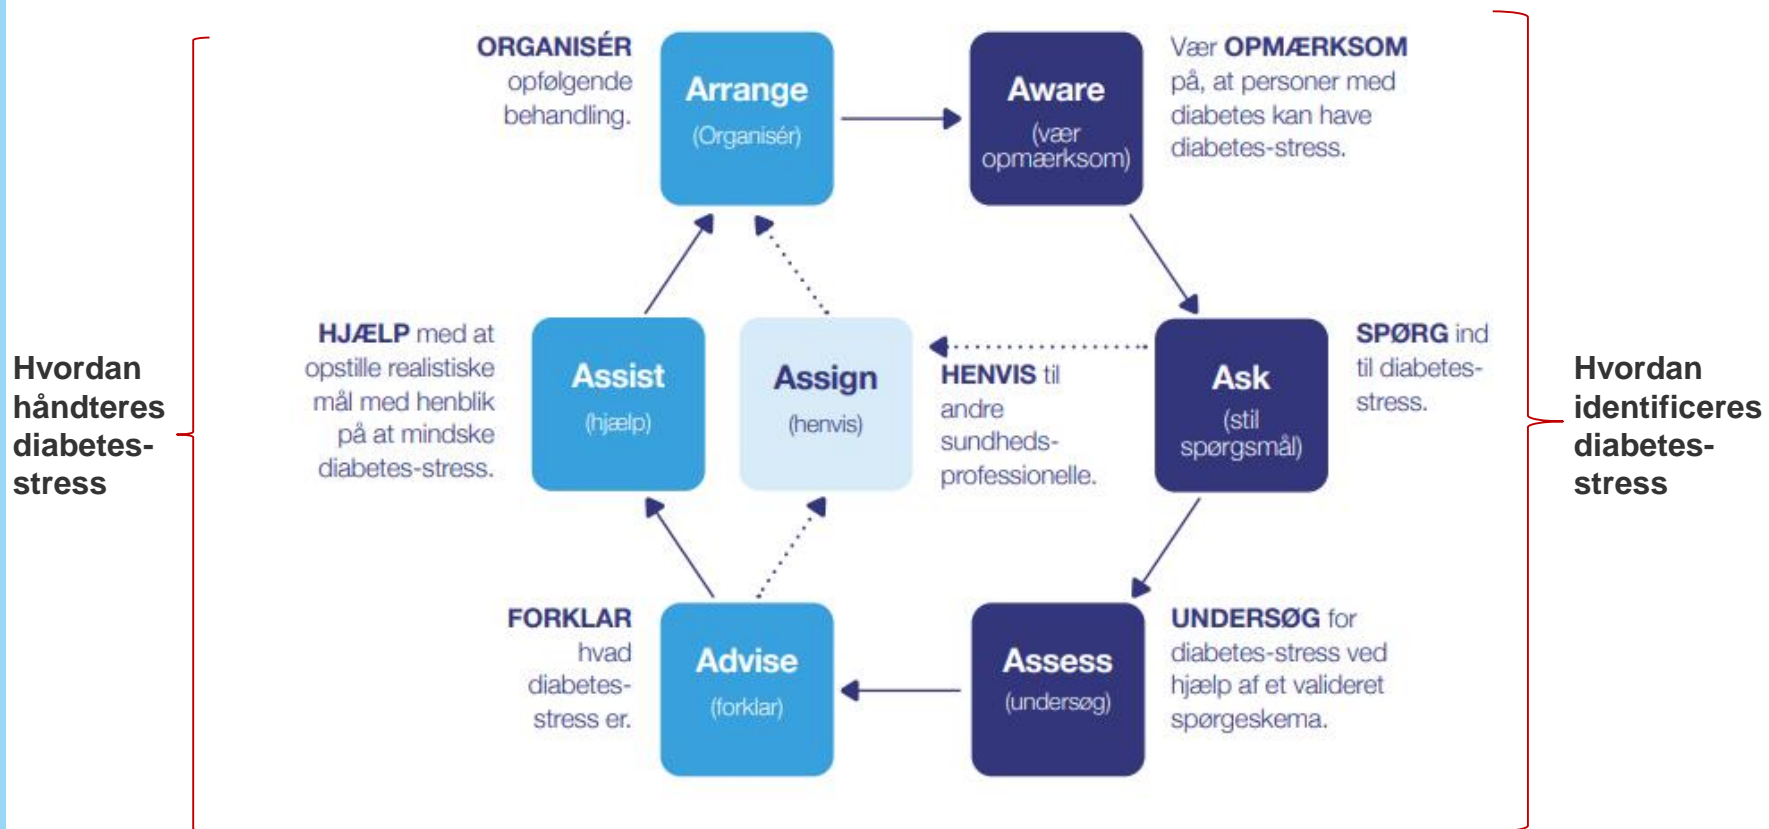 ORGANISÉR
opfølgende
behandling.
Arrange
(Organisér)
Aware
(vær
opmærksom)
Vær OPMÆRKSOM
på, at personer med
diabetes kan have
diabetes-stress.
Hvordan
håndteres
diabetes-
stress
HJÆLP med at
opstille realistiske
mål med henblik
på at mindske
diabetes-stress.
Assist
(hjælp)
Assign
(henvis)
HENVIS til
andre
sundheds-
professionelle.
Ask
(stil
spørgsmål)
SPØRG ind
til diabetes-
stress.
Hvordan
identificeres
diabetes-
stress
FORKLAR
hvad
diabetes-
stress er.
Advise
(forklar)
Assess
(undersøg)
UNDERSØG for
diabetes-stress ved
hjælp af et valideret
spørgeskema.